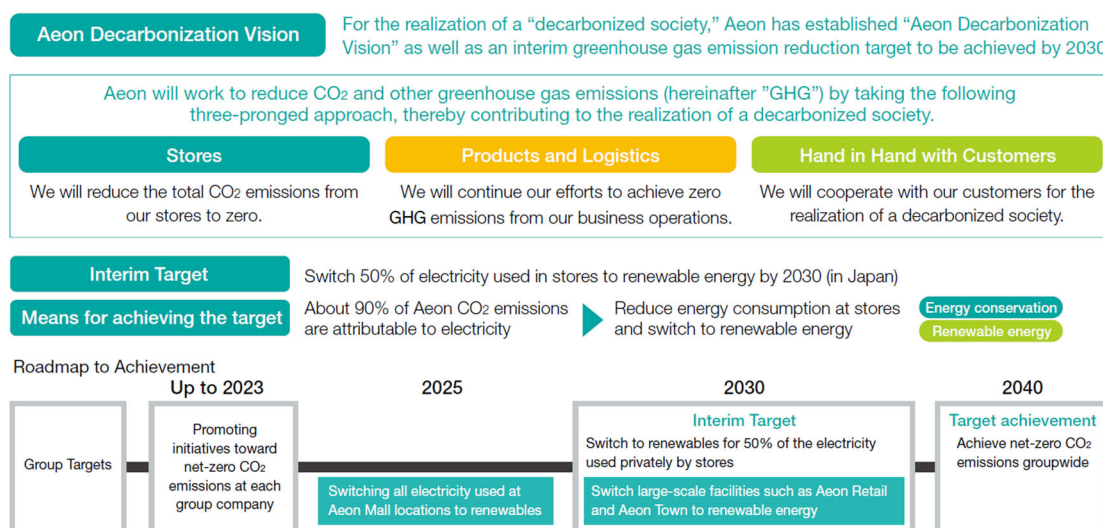 Aeon Decarbonization Vision
For the realization of a “decarbonized society,” Aeon has established “Aeon Decarbonization
Vision” as well as an interim greenhouse gas emission reduction target to be achieved by 2030
Aeon will work to reduce CO₂ and other greenhouse gas emissions (hereinafter ”GHG”) by taking the following
three-pronged approach, thereby contributing to the realization of a decarbonized society.
Stores
We will reduce the total CO₂ emissions from
our stores to zero.
Products and Logistics
We will continue our efforts to achieve zero
GHG emissions from our business operations.
Hand in Hand with Customers
We will cooperate with our customers for the
realization of a decarbonized society.
Interim Target
Switch 50% of electricity used in stores to renewable energy by 2030 (in Japan)
Means for achieving the target
About 90% of Aeon CO₂ emissions
are attributable to electricity
Reduce energy consumption at stores
and switch to renewable energy
Energy conservation
Renewable energy
Roadmap to Achievement
Up to 2023
2025
2030
2040
Group Targets
Promoting
initiatives toward
net-zero CO₂
emissions at each
group company
Switching all electricity used at
Aeon Mall locations to renewables
Interim Target
Switch to renewables for 50% of the electricity
used privately by stores
Switch large-scale facilities such as Aeon Retail
and Aeon Town to renewable energy
Target achievement
Achieve net-zero CO₂
emissions groupwide